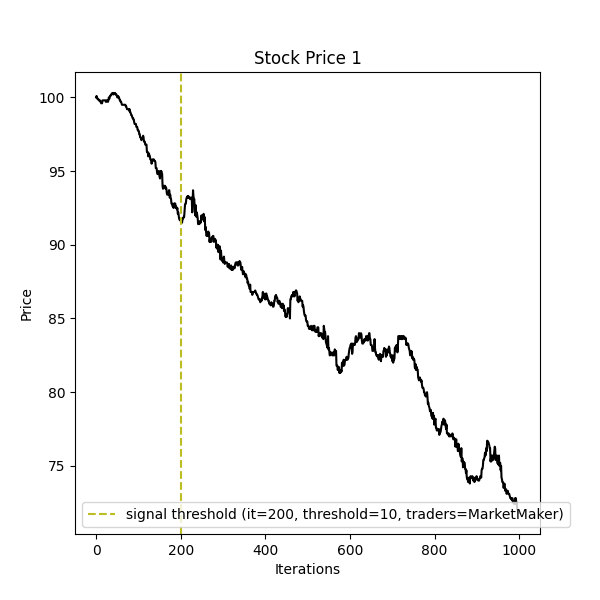 Stock Price 1
100
95
90
85
80
75
Price
signal threshold (it=200, threshold=10, traders=MarketMaker)
0 200 400 600 800 1000
Iterations